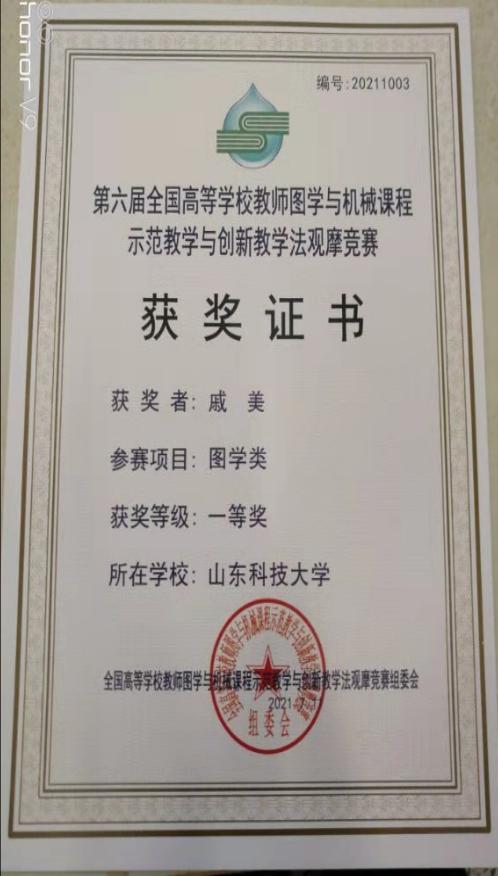 honor V9
编号:20211003
第六届全国高等学校教师图学与机械课程
示范教学与创新教学法观摩竞赛
获奖证书
获奖者:戚 美
参赛项目:图学类
获奖等级:一等奖
所在学校:山东科技大学
全国高等学校教师图学与机械课程示范教学与创新教学法观摩竞赛组委会
组委会